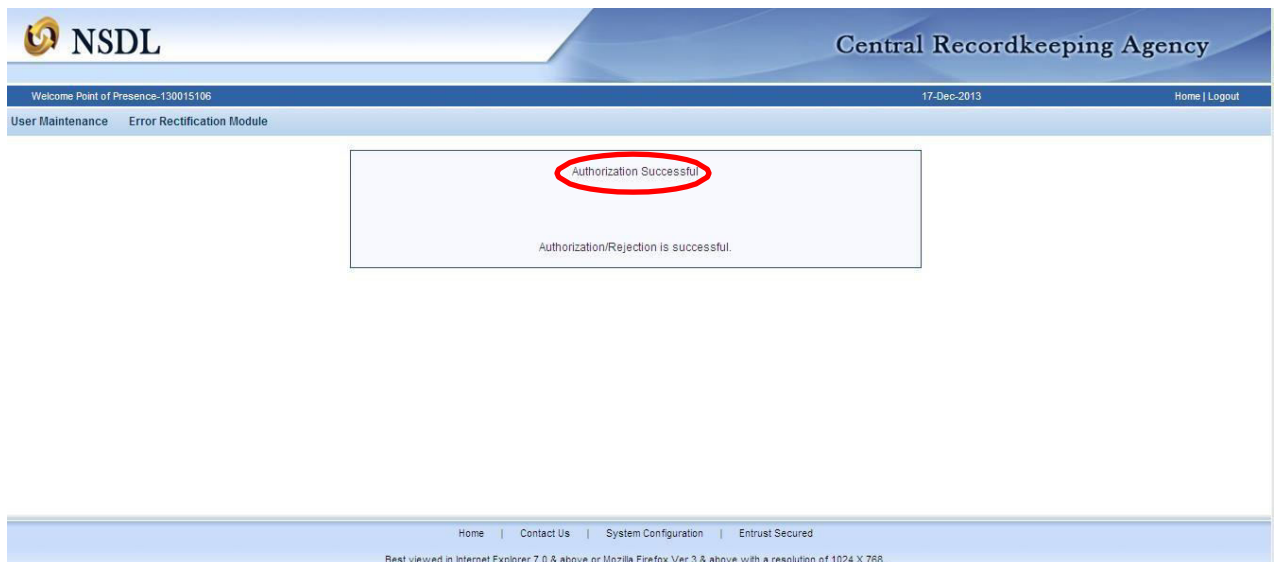 NSDL
Central Recordkeeping Agency
Welcome Point of Presence-130015106 17-Dec-2013 Home | Logout
User Maintenance Error Rectification Module
Authorization Successful
Authorization/Rejection is successful.
Home | Contact Us | System Configuration | Entrust Secured
Best viewed in Internet Explorer 7.0 & above or Mozilla Firefox Ver 3 & above with a resolution of 1024 X 768